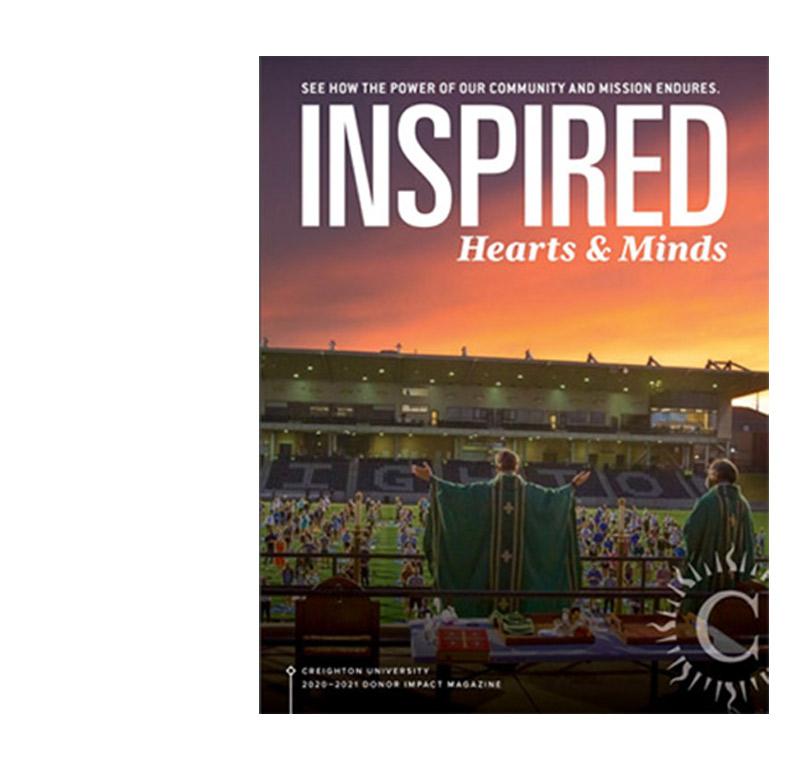 SEE HOW THE POWER OF OUR COMMUNITY AND MISSION ENDURES.
INSPIRED
Hearts & Minds
IGHTO
C
CREIGHTON UNIVERSITY
2020–2021 DONOR IMPACT MAGAZINE